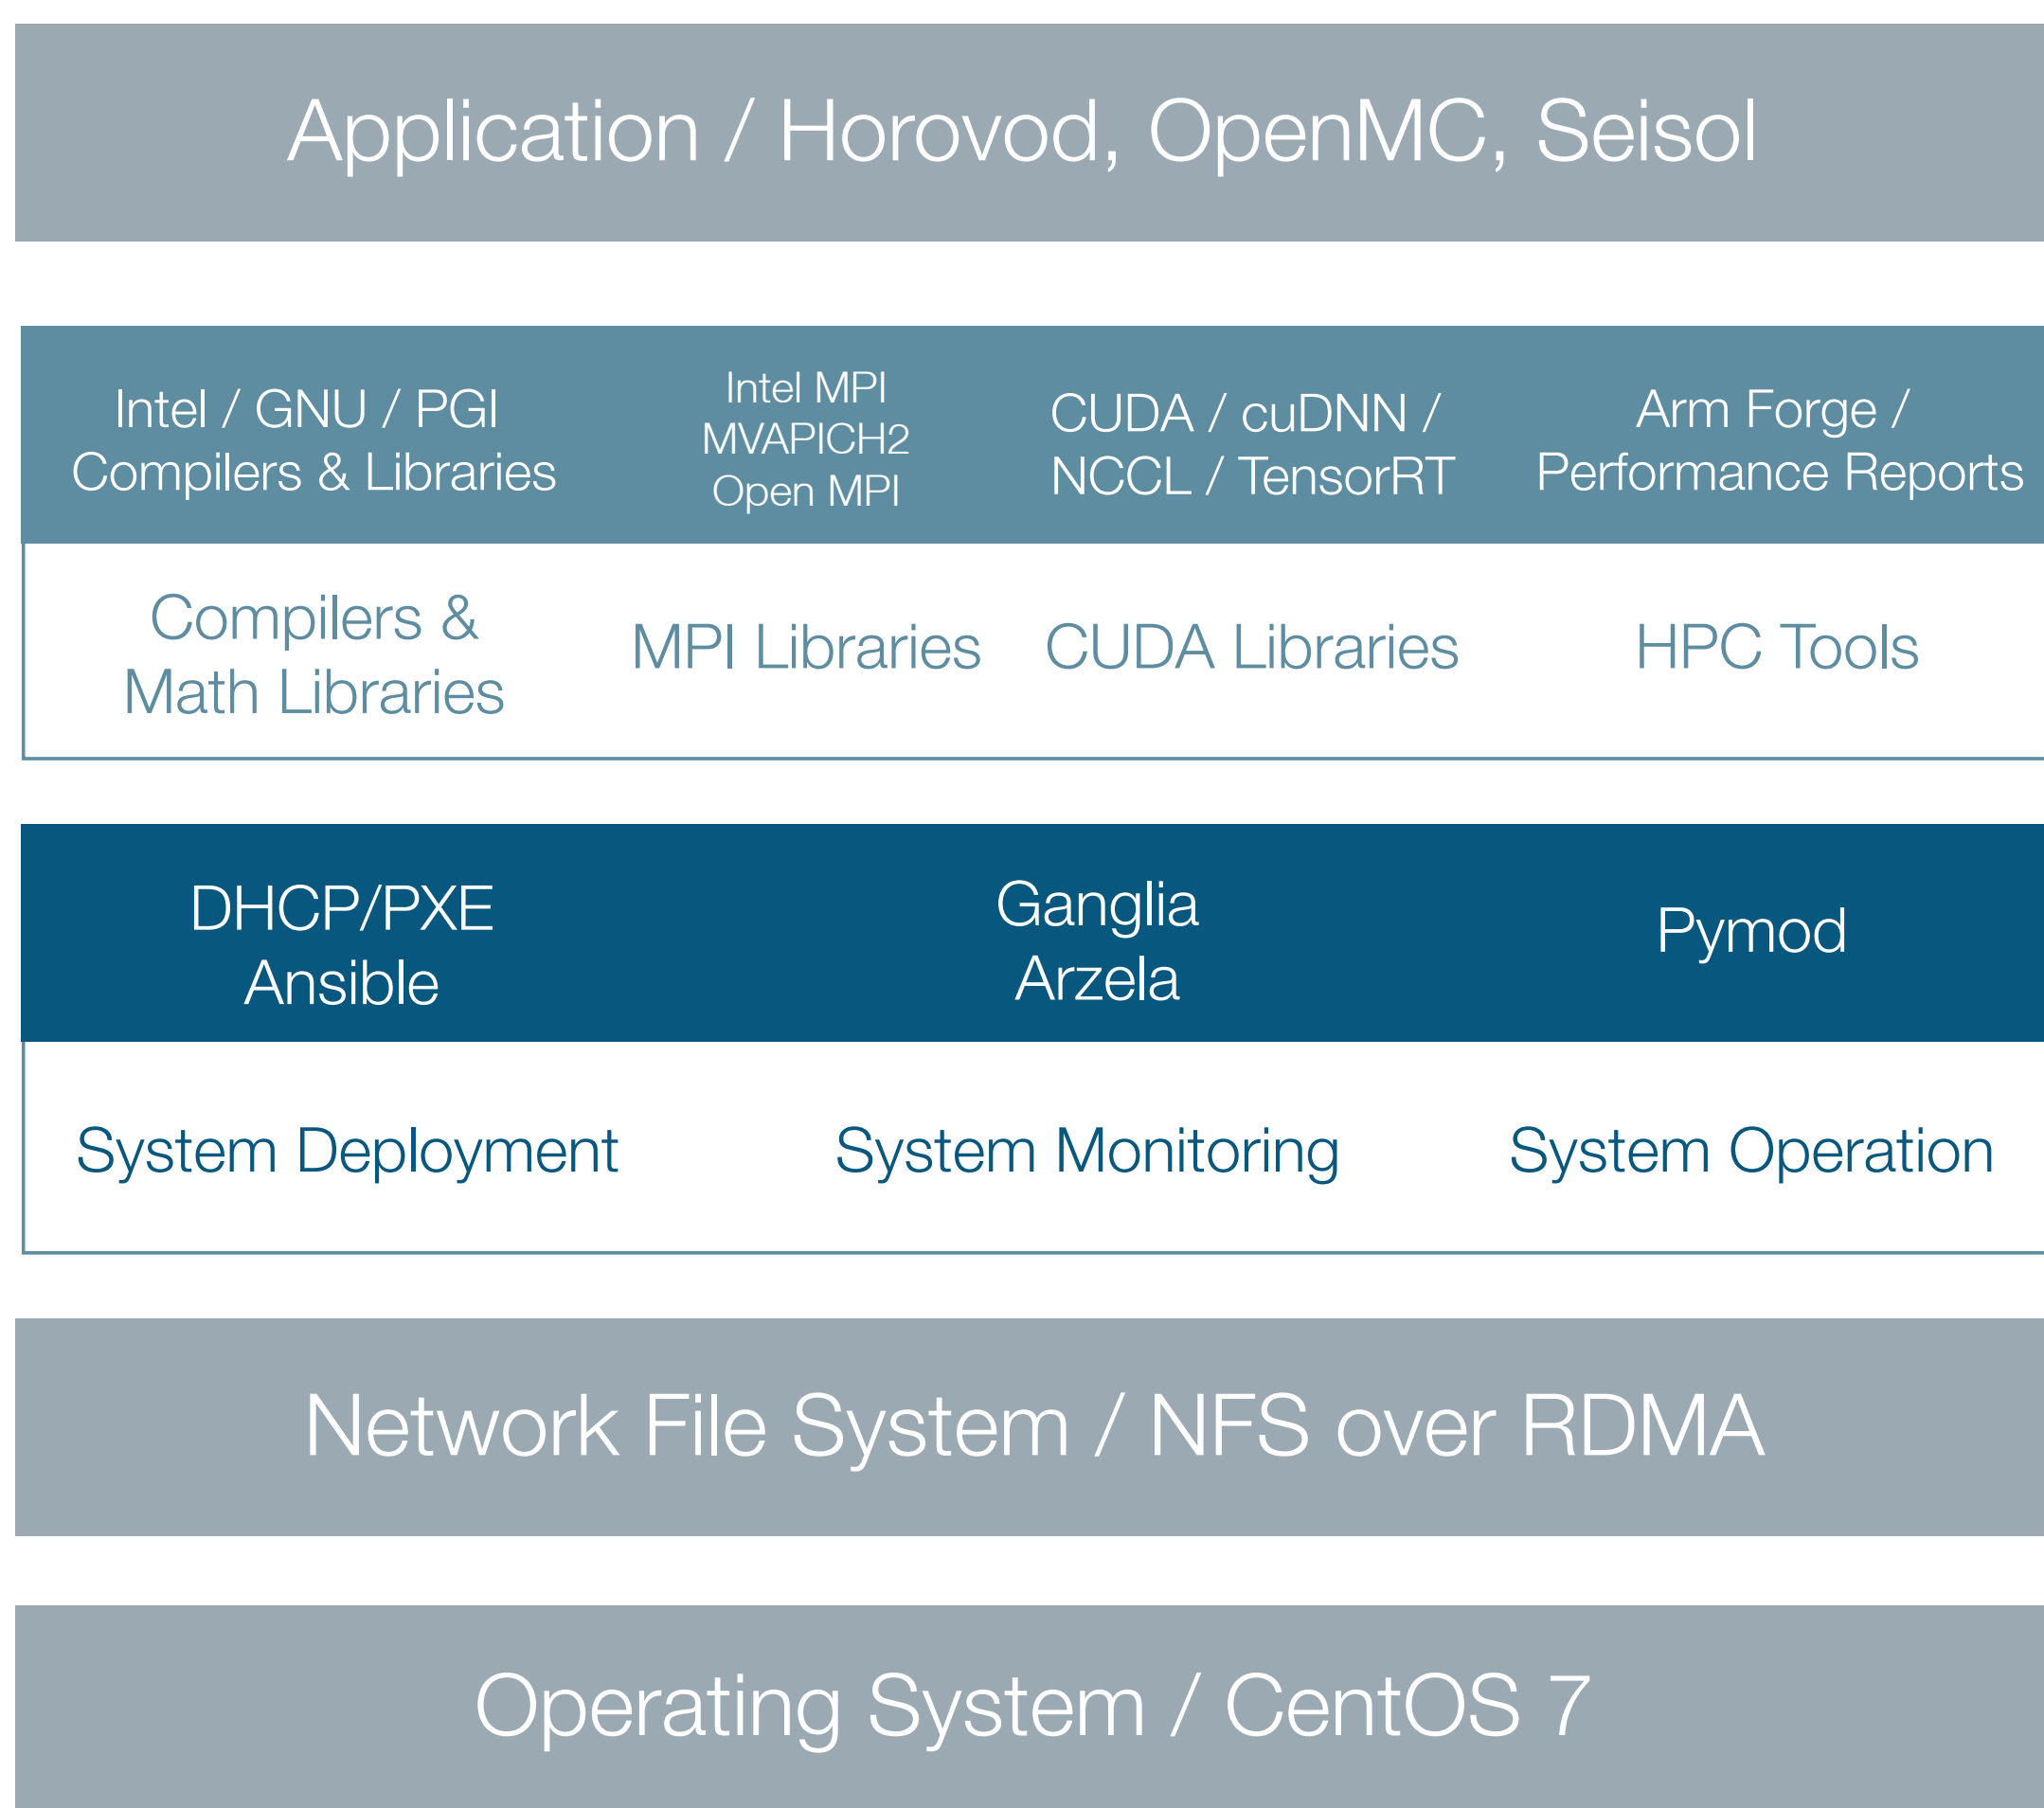 Application / Horovod, OpenMC, Seisol
Intel / GNU / PGI
Compilers & Libraries
Intel MPI
MVAPICH2
Open MPI
CUDA / cuDNN /
NCCL / TensorRT
Arm Forge /
Performance Reports
Compilers &
Math Libraries
MPI Libraries
CUDA Libraries
HPC Tools
DHCP/PXE
Ansible
Ganglia
Arzela
Pymod
System Deployment
System Monitoring
System Operation
Network File System / NFS over RDMA
Operating System / CentOS 7